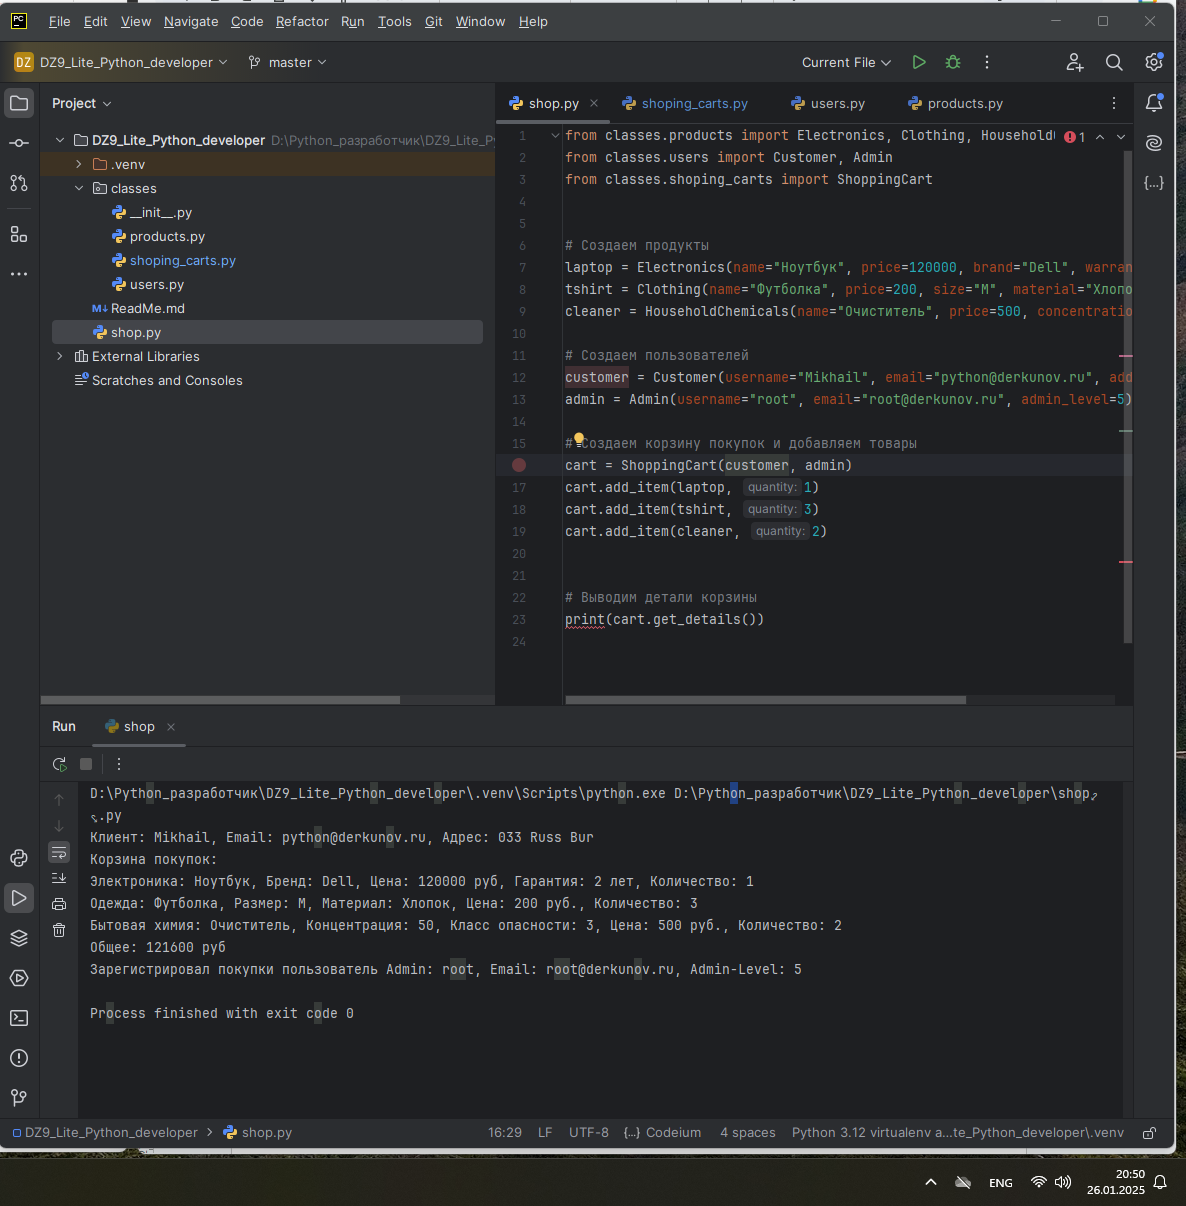 File Edit View Navigate Code Refactor Run Tools Git Window Help
DZ DZ9_Lite_Python_developer master Current File
Project
DZ9_Lite_Python_developer D:\Python_разработчик\DZ9_Lite_Py
.venv
classes
__init__.py
products.py
shoping_carts.py
users.py
ReadMe.md
shop.py
External Libraries
Scratches and Consoles
shop.py shoping_carts.py users.py products.py
1 from classes.products import Electronics, Clothing, Household 1
2 from classes.users import Customer, Admin
3 from classes.shoping_carts import ShoppingCart
4
5
6 # Создаем продукты
7 laptop = Electronics(name="Ноутбук", price=120000, brand="Dell", warran
8 tshirt = Clothing(name="Футболка", price=200, size="M", material="Хлопо
9 cleaner = HouseholdChemicals(name="Очиститель", price=500, concentratio
10
11 # Создаем пользователей
12 customer = Customer(username="Mikhail", email="python@derkunov.ru", add
13 admin = Admin(username="root", email="root@derkunov.ru", admin_level=5)
14
15 # Создаем корзину покупок и добавляем товары
cart = ShoppingCart(customer, admin)
17 cart.add_item(laptop, quantity: 1)
18 cart.add_item(tshirt, quantity: 3)
19 cart.add_item(cleaner, quantity: 2)
20
21
22 # Выводим детали корзины
23 print(cart.get_details())
24
Run shop
D:\Python_разработчик\DZ9_Lite_Python_developer\.venv\Scripts\python.exe D:\Python_разработчик\DZ9_Lite_Python_developer\shop
.py
Клиент: Mikhail, Email: python@derkunov.ru, Адрес: 033 Russ Bur
Корзина покупок:
Электроника: Ноутбук, Бренд: Dell, Цена: 120000 руб, Гарантия: 2 лет, Количество: 1
Одежда: Футболка, Размер: M, Материал: Хлопок, Цена: 200 руб., Количество: 3
Бытовая химия: Очиститель, Концентрация: 50, Класс опасности: 3, Цена: 500 руб., Количество: 2
Общее: 121600 руб
Зарегистрировал покупки пользователь Admin: root, Email: root@derkunov.ru, Admin-Level: 5
Process finished with exit code 0
DZ9_Lite_Python_developer shop.py 16:29 LF UTF-8 {...} Codeium 4 spaces Python 3.12 virtualenv a...te_Python_developer\.venv
ENG 20:50
26.01.2025